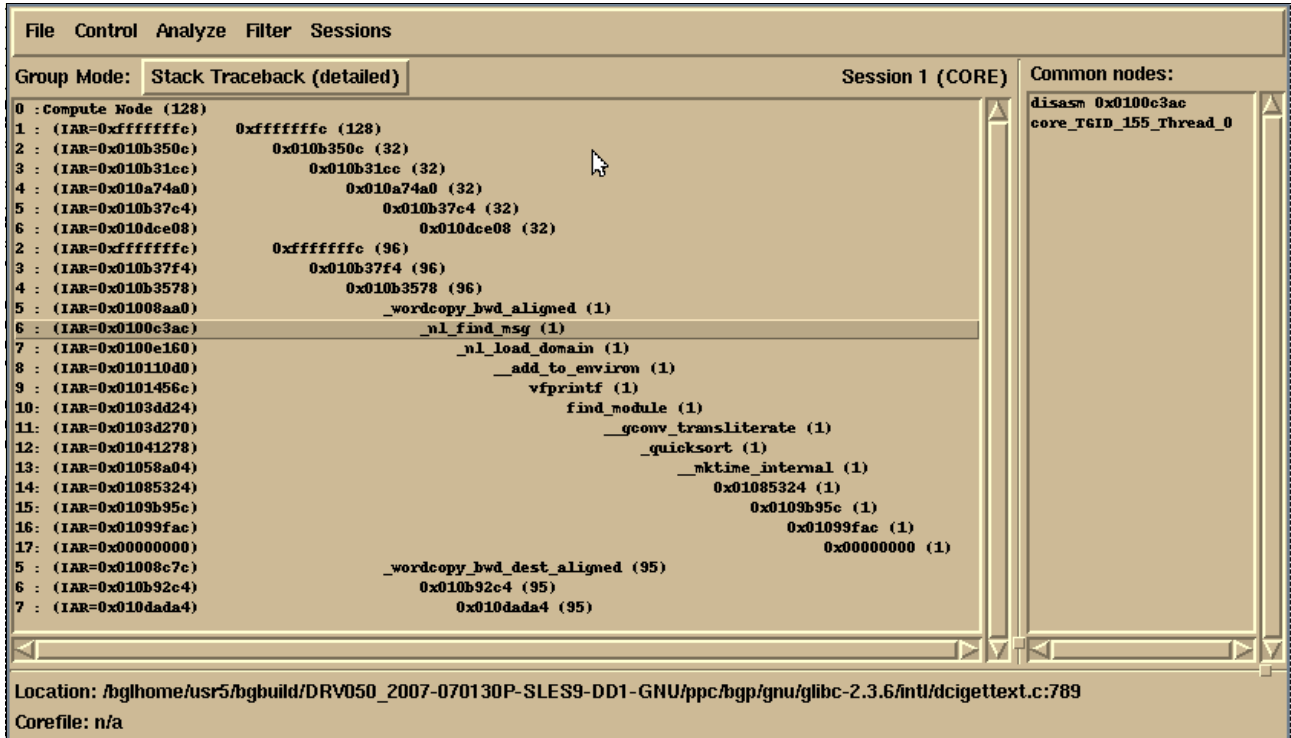 File Control Analyze Filter Sessions
Group Mode: Stack Traceback (detailed) Session 1 (CORE) Common nodes:
0 :Compute Node (128)
1 : (IAR=0xfffffffc) 0xfffffffc (128)
2 : (IAR=0x010b350c) 0x010b350c (32)
3 : (IAR=0x010b31cc) 0x010b31cc (32)
4 : (IAR=0x010a74a0) 0x010a74a0 (32)
5 : (IAR=0x010b37c4) 0x010b37c4 (32)
6 : (IAR=0x010dce08) 0x010dce08 (32)
2 : (IAR=0xfffffffc) 0xfffffffc (96)
3 : (IAR=0x010b37f4) 0x010b37f4 (96)
4 : (IAR=0x010b3578) 0x010b3578 (96)
5 : (IAR=0x01008aa0) _wordcopy_bwd_aligned (1)
6 : (IAR=0x0100c3ac) _nl_find_msg (1)
7 : (IAR=0x0100e160) _nl_load_domain (1)
8 : (IAR=0x010110d0) __add_to_environ (1)
9 : (IAR=0x0101456c) vfprintf (1)
10: (IAR=0x0103dd24) find_module (1)
11: (IAR=0x0103d270) __gconv_transliterate (1)
12: (IAR=0x01041278) _quicksort (1)
13: (IAR=0x01058a04) __mktime_internal (1)
14: (IAR=0x01085324) 0x01085324 (1)
15: (IAR=0x0109b95c) 0x0109b95c (1)
16: (IAR=0x01099fac) 0x01099fac (1)
17: (IAR=0x00000000) 0x00000000 (1)
5 : (IAR=0x01008c7c) _wordcopy_bwd_dest_aligned (95)
6 : (IAR=0x010b92c4) 0x010b92c4 (95)
7 : (IAR=0x010dada4) 0x010dada4 (95)
disasm 0x0100c3ac
core_TGID_155_Thread_0
Location: /bglhome/usr5/bgbuild/DRV050_2007-070130P-SLES9-DD1-GNU/ppc/bgp/gnu/glibc-2.3.6/intl/dcigettext.c:789
Corefile: n/a